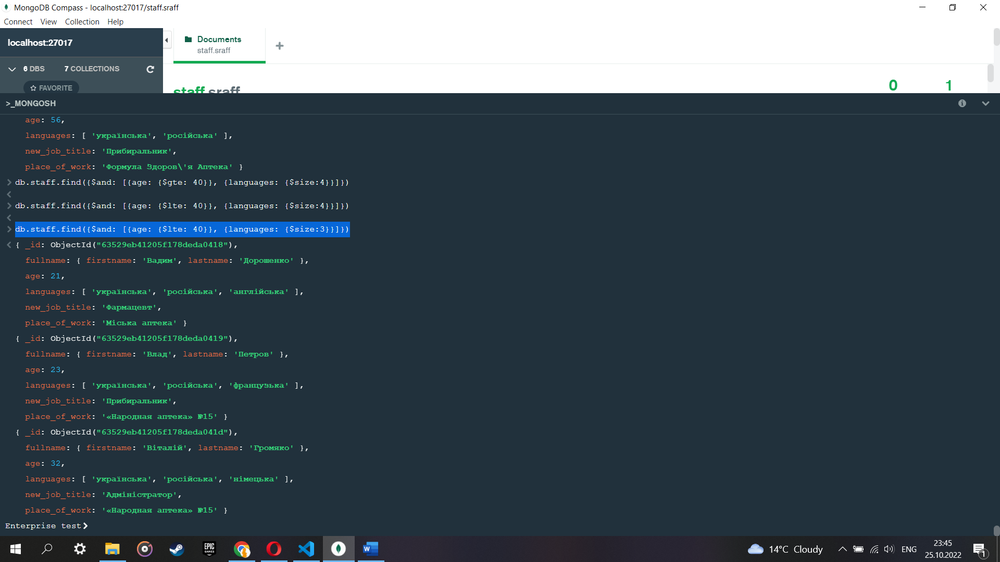 MongoDB Compass - localhost:27017/staff.sraff
Connect View Collection Help
localhost:27017
Documents
staff.sraff
6 DBS 7 COLLECTIONS
FAVORITE
staff.sraff
0 1
>_MONGOSH
age: 56,
languages: [ 'українська', 'російська' ],
new_job_title: 'Прибиральник',
place_of_work: 'Формула Здоров\'я Аптека' }
db.staff.find({$and: [{age: {$gte: 40}}, {languages: {$size:4}}]})
db.staff.find({$and: [{age: {$lte: 40}}, {languages: {$size:4}}]})
db.staff.find({$and: [{age: {$lte: 40}}, {languages: {$size:3}}]})
{ _id: ObjectId("63529eb41205f178deda0418"),
fullname: { firstname: 'Вадим', lastname: 'Дорошенко' },
age: 21,
languages: [ 'українська', 'російська', 'англійська' ],
new_job_title: 'Фармацевт',
place_of_work: 'Міська аптека' }
{ _id: ObjectId("63529eb41205f178deda0419"),
fullname: { firstname: 'Влад', lastname: 'Петров' },
age: 23,
languages: [ 'українська', 'російська', 'французька' ],
new_job_title: 'Прибиральник',
place_of_work: '«Народная аптека» №15' }
{ _id: ObjectId("63529eb41205f178deda041d"),
fullname: { firstname: 'Віталій', lastname: 'Громяко' },
age: 32,
languages: [ 'українська', 'російська', 'німецька' ],
new_job_title: 'Адміністратор',
place_of_work: '«Народная аптека» №15' }
Enterprise test>
EPIC GAMES
14°C Cloudy
ENG
23:45
25.10.2022
1